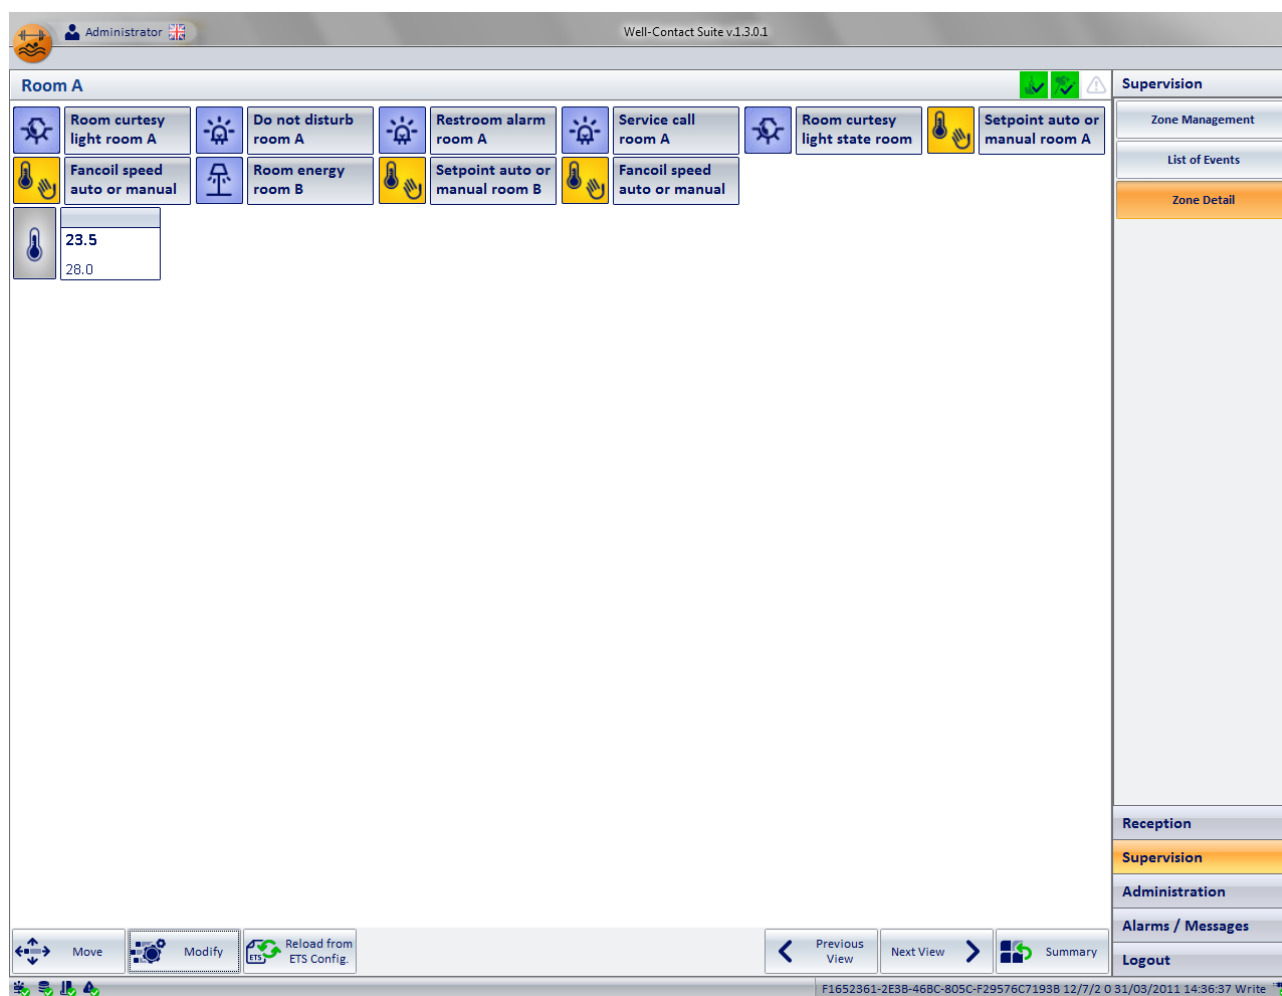 Administrator
Well-Contact Suite v.1.3.0.1
Room A
Supervision
Room curtesy
light room A
Do not disturb
room A
Restroom alarm
room A
Service call
room A
Room curtesy
light state room
Setpoint auto or
manual room A
Fancoil speed
auto or manual
Room energy
room B
Setpoint auto or
manual room B
Fancoil speed
auto or manual
23.5
28.0
Zone Management
List of Events
Zone Detail
Reception
Supervision
Administration
Alarms / Messages
Logout
Move
Modify
ETS
Reload from
ETS Config.
Previous
View
Next View
Summary
F1652361-2E3B-46BC-805C-F29576C7193B 12/7/2 0 31/03/2011 14:36:37 Write